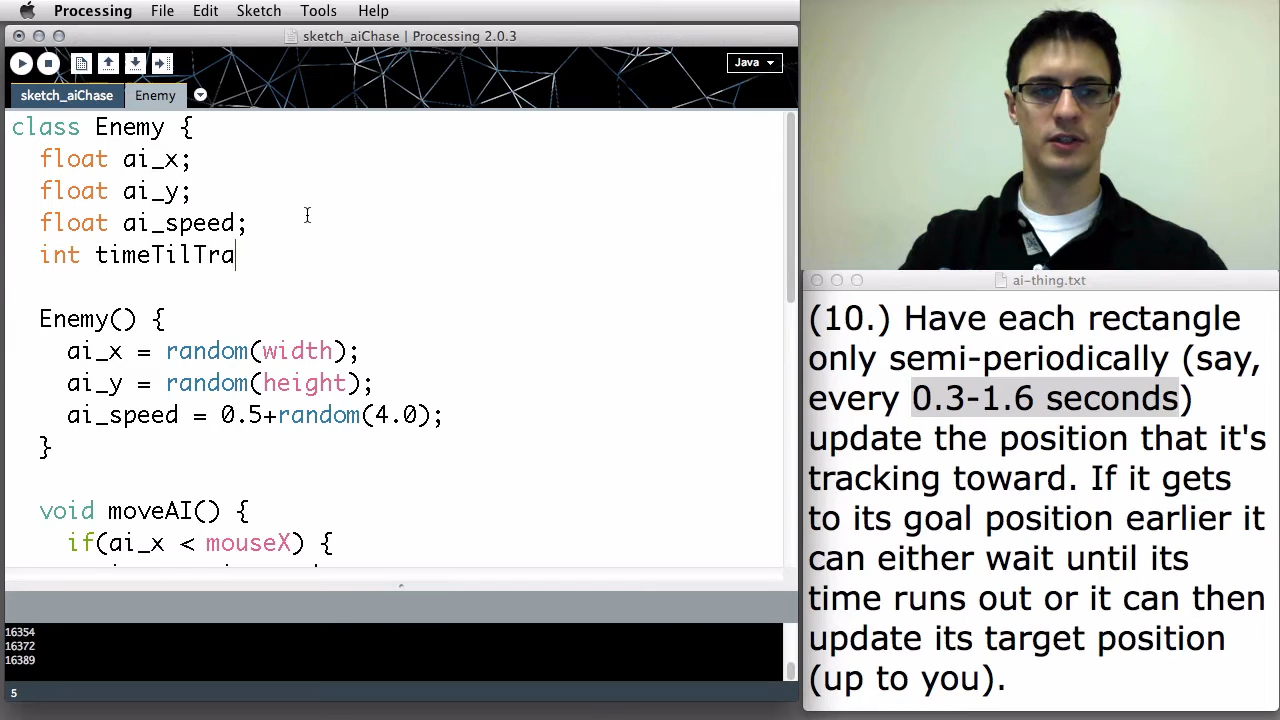 Processing File Edit Sketch Tools Help
sketch_aiChase | Processing 2.0.3
Java
sketch_aiChase Enemy
class Enemy {
float ai_x;
float ai_y;
float ai_speed;
int timeTilTra
Enemy() {
ai_x = random(width);
ai_y = random(height);
ai_speed = 0.5+random(4.0);
}
void moveAI() {
if(ai_x < mouseX) {
16354
16372
16389
5
ai-thing.txt
(10.) Have each rectangle
only semi-periodically (say,
every 0.3-1.6 seconds)
update the position that it's
tracking toward. If it gets
to its goal position earlier it
can either wait until its
time runs out or it can then
update its target position
(up to you).